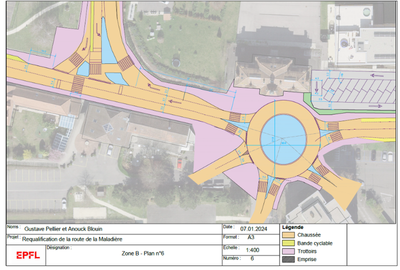 Noms : Gustave Pellier et Anouck Blouin
Projet : Requalification de la route de la Maladière
EPFL
Désignation : Zone B - Plan n°6
Date : 07.01.2024
Format : A3
Echelle : 1:400
Numéro : 6
Légende
Chaussée
Bande cyclable
Trottoirs
Emprise